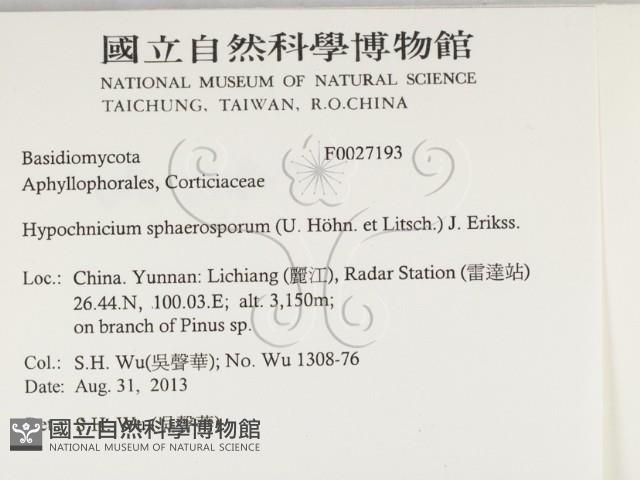 國立自然科學博物館
NATIONAL MUSEUM OF NATURAL SCIENCE
TAICHUNG, TAIWAN, R.O.CHINA
Basidiomycota F0027193
Aphyllophorales, Corticiaceae
Hypochnicium sphaerosporum (U. Höhn. et Litsch.) J. Erikss.
Loc.: China. Yunnan: Lichiang (麗江), Radar Station (雷達站)
26.44.N, 100.03.E; alt. 3,150m;
on branch of Pinus sp.
Col.: S.H. Wu(吳聲華); No. Wu 1308-76
Date: Aug. 31, 2013
S.H. Wu (吳聲華)
國立自然科學博物館
NATIONAL MUSEUM OF NATURAL SCIENCE